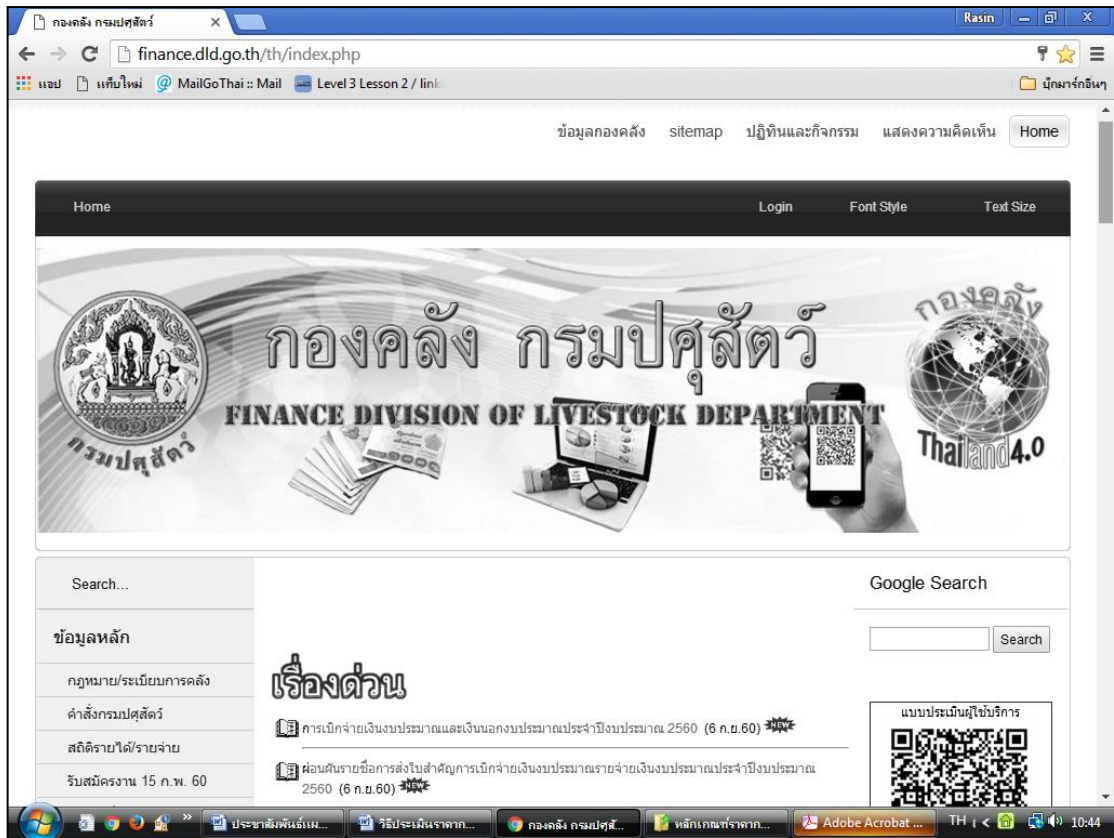 กองคลัง กรมปศุสัตว์
Rasin
finance.dld.go.th/th/index.php
แอป แท็บใหม่ MailGoThai :: Mail Level 3 Lesson 2 / link บุ๊กมาร์กอื่นๆ
ข้อมูลกองคลัง sitemap ปฏิทินและกิจกรรม แสดงความคิดเห็น Home
Home Login Font Style Text Size
กองคลัง กรมปศุสัตว์
FINANCE DIVISION OF LIVESTOCK DEPARTMENT
กรมปศุสัตว์
กองคลัง
Thailand 4.0
Search...
Google Search
ข้อมูลหลัก
Search
กฎหมาย/ระเบียบการคลัง
คำสั่งกรมปศุสัตว์
สถิติรายได้/รายจ่าย
รับสมัครงาน 15 ก.พ. 60
เรื่องด่วน
การเบิกจ่ายเงินงบประมาณและเงินนอกงบประมาณประจำปีงบประมาณ 2560 (6 ก.ย.60) NEW
ผ่อนผันรายชื่อการส่งใบสำคัญการเบิกจ่ายเงินงบประมาณรายจ่ายเงินงบประมาณประจำปีงบประมาณ
2560 (6 ก.ย.60) NEW
แบบประเมินผู้ใช้บริการ
ประชาสัมพันธ์แผ... วิธีประเมินราคาก... กองคลัง กรมปศุสั... หลักเกณฑ์ราคาก... Adobe Acrobat ... TH 10:44